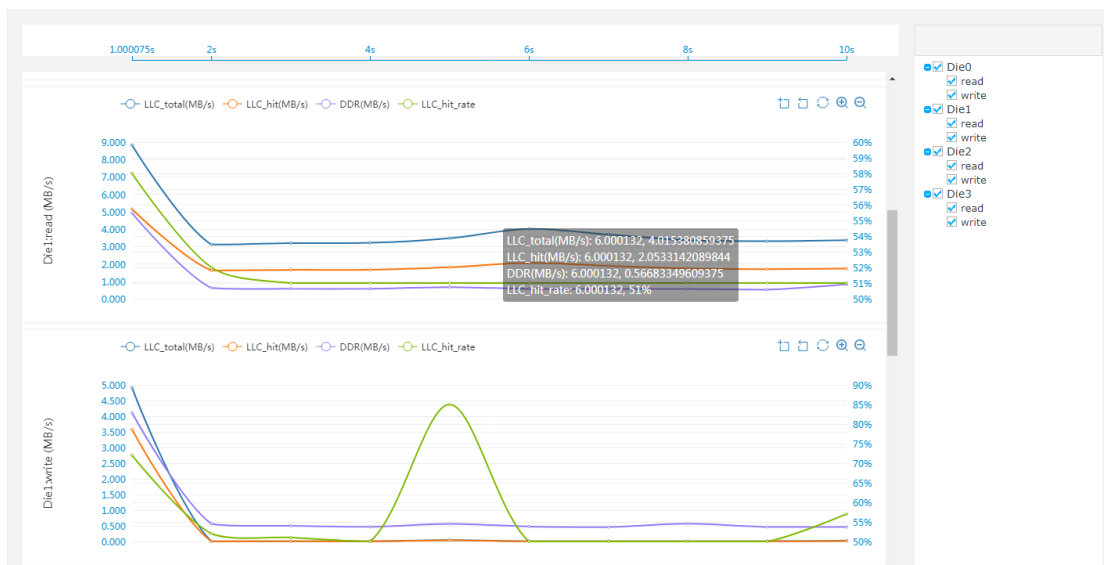 1.000075s 2s 4s 6s 8s 10s
LLC_total(MB/s) LLC_hit(MB/s) DDR(MB/s) LLC_hit_rate
Die1:read (MB/s)
9.000 60%
8.000 59%
7.000 58%
57%
6.000 56%
5.000 55%
4.000 54%
3.000 53%
2.000 52%
1.000 51%
0.000 50%
LLC_total(MB/s): 6.000132, 4.015380859375
LLC_hit(MB/s): 6.000132, 2.0533142089844
DDR(MB/s): 6.000132, 0.56683349609375
LLC_hit_rate: 6.000132, 51%
LLC_total(MB/s) LLC_hit(MB/s) DDR(MB/s) LLC_hit_rate
Die1:write (MB/s)
5.000 90%
4.500 85%
4.000 80%
3.500 75%
3.000
2.500 70%
2.000 65%
1.500
1.000 60%
0.500 55%
0.000 50%
Die0
read
write
Die1
read
write
Die2
read
write
Die3
read
write